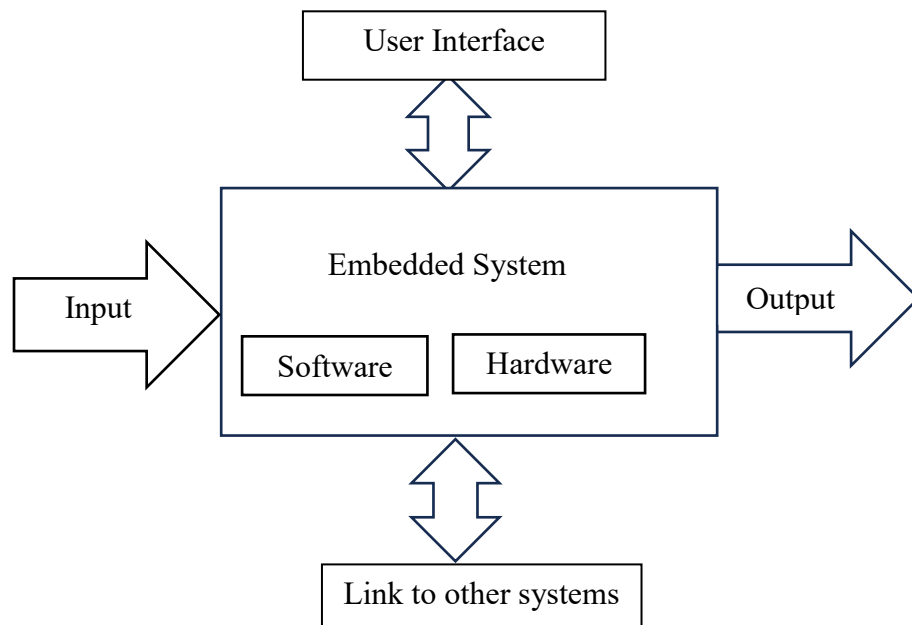 User Interface
Embedded System
Input
Output
Software
Hardware
Link to other systems